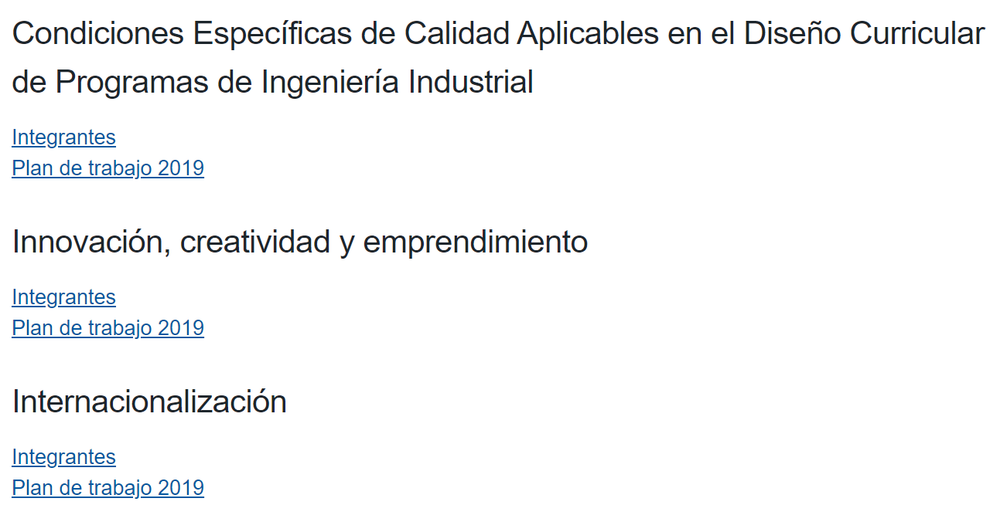 Condiciones Específicas de Calidad Aplicables en el Diseño Curricular
de Programas de Ingeniería Industrial
Integrantes
Plan de trabajo 2019
Innovación, creatividad y emprendimiento
Integrantes
Plan de trabajo 2019
Internacionalización
Integrantes
Plan de trabajo 2019